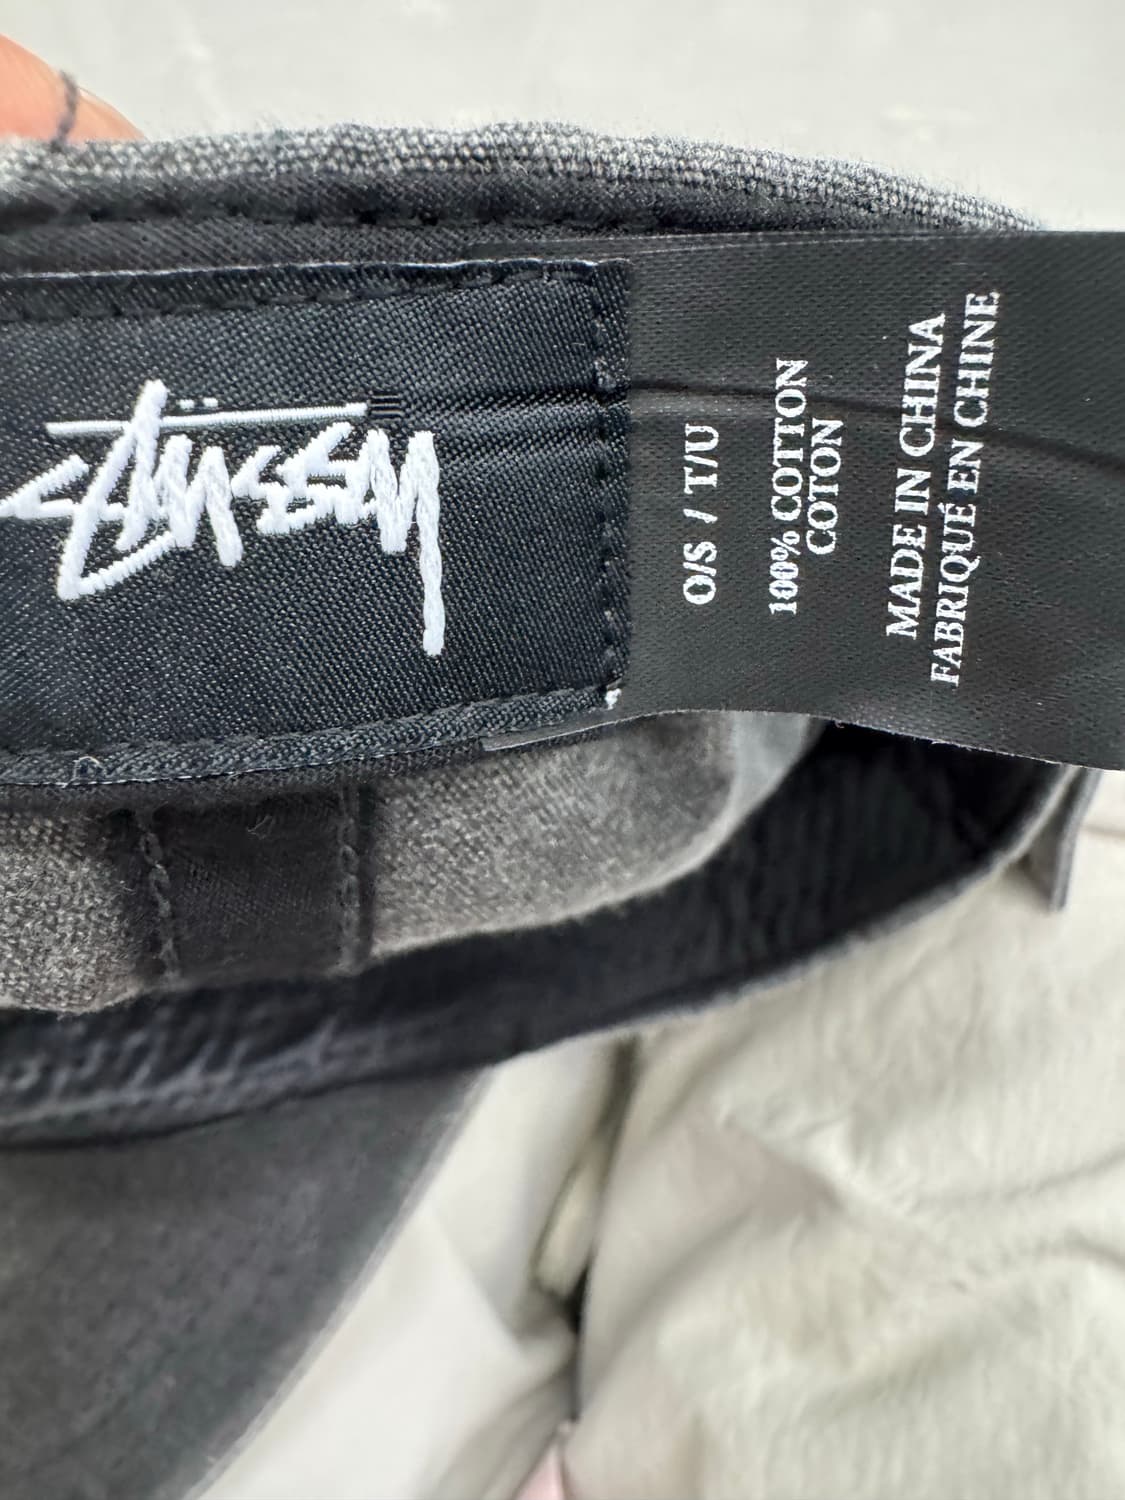 STÜSSY
O/S / T/U
100% COTTON
COTON
MADE IN CHINA
FABRIQUÉ EN CHINE